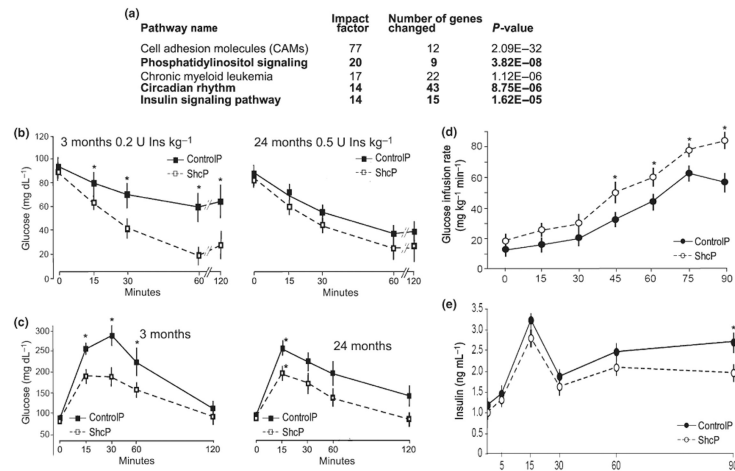 (a)
Pathway name Impact factor Number of genes changed P-value
Cell adhesion molecules (CAMs) 77 12 2.09E–32
Phosphatidylinositol signaling 20 9 3.82E–08
Chronic myeloid leukemia 17 22 1.12E–06
Circadian rhythm 14 43 8.75E–06
Insulin signaling pathway 14 15 1.62E–05
(b)
3 months 0.2 U Ins kg–1
ControlP
ShcP
Glucose (mg dL–1)
120
100
80
60
40
20
0
* * * *
0 15 30 60 120
Minutes
24 months 0.5 U Ins kg–1
ControlP
ShcP
0 15 30 60 120
Minutes
(d)
Glucose infusion rate
(mg kg–1 min–1)
80
60
40
20
0
* * * *
ControlP
ShcP
0 15 30 45 60 75 90
(c)
3 months
Glucose (mg dL–1)
300
250
200
150
100
50
* * *
ControlP
ShcP
0 15 30 60 120
Minutes
24 months
*
*
ControlP
ShcP
0 15 30 60 120
Minutes
(e)
Insulin (ng mL–1)
3.5
3.0
2.5
2.0
1.5
1.0
0.5
0.0
*
ControlP
ShcP
5 15 30 60 90